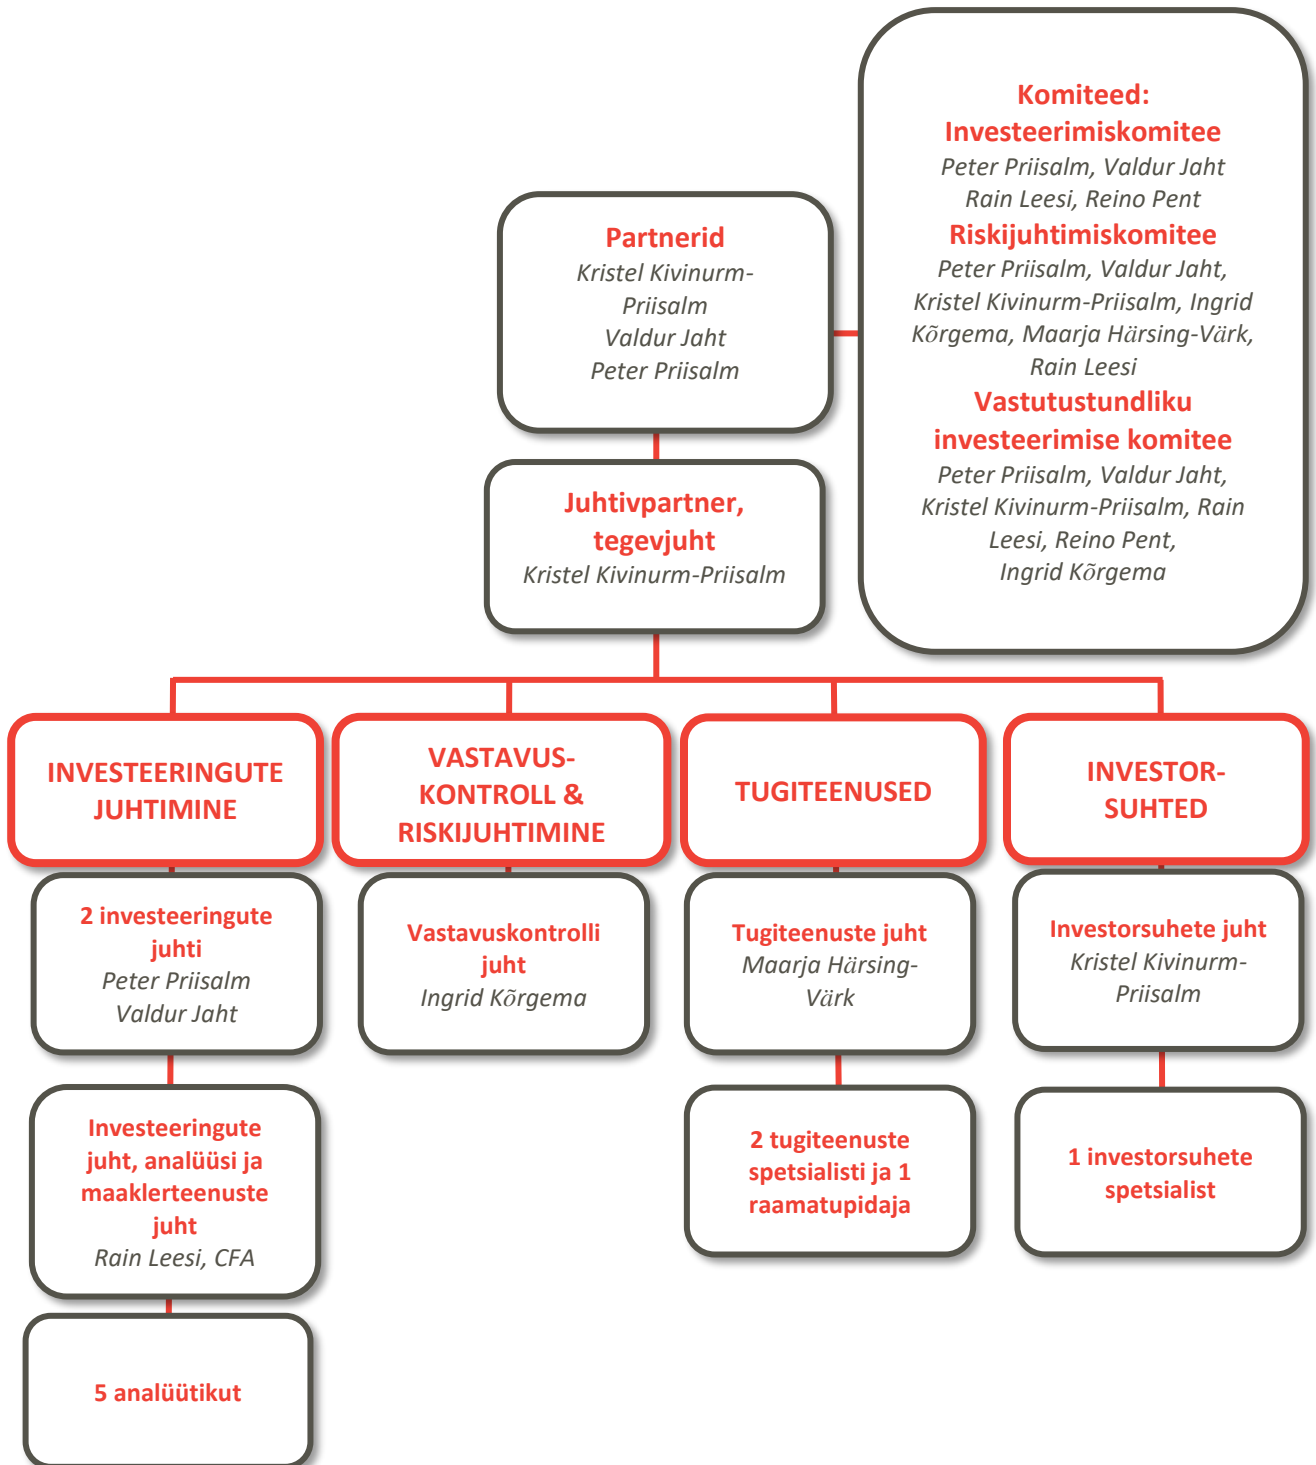 Komiteed:
Investeerimiskomitee
Peter Priisalm, Valdur Jaht
Rain Leesi, Reino Pent
Riskijuhtimiskomitee
Peter Priisalm, Valdur Jaht,
Kristel Kivinurm-Priisalm, Ingrid
Kõrgema, Maarja Härsing-Värk,
Rain Leesi
Vastutustundliku
investeerimise komitee
Peter Priisalm, Valdur Jaht,
Kristel Kivinurm-Priisalm, Rain
Leesi, Reino Pent,
Ingrid Kõrgema
Partnerid
Kristel Kivinurm-
Priisalm
Valdur Jaht
Peter Priisalm
Juhtivpartner,
tegevjuht
Kristel Kivinurm-Priisalm
INVESTEERINGUTE
JUHTIMINE
VASTAVUS-
KONTROLL &
RISKIJUHTIMINE
TUGITEENUSED
INVESTOR-
SUHTED
2 investeeringute
juhti
Peter Priisalm
Valdur Jaht
Vastavuskontrolli
juht
Ingrid Kõrgema
Tugiteenuste juht
Maarja Härsing-
Värk
Investorsuhete juht
Kristel Kivinurm-
Priisalm
Investeeringute
juht, analüüsi ja
maaklerteenuste
juht
Rain Leesi, CFA
2 tugiteenuste
spetsialisti ja 1
raamatupidaja
1 investorsuhete
spetsialist
5 analüütikut